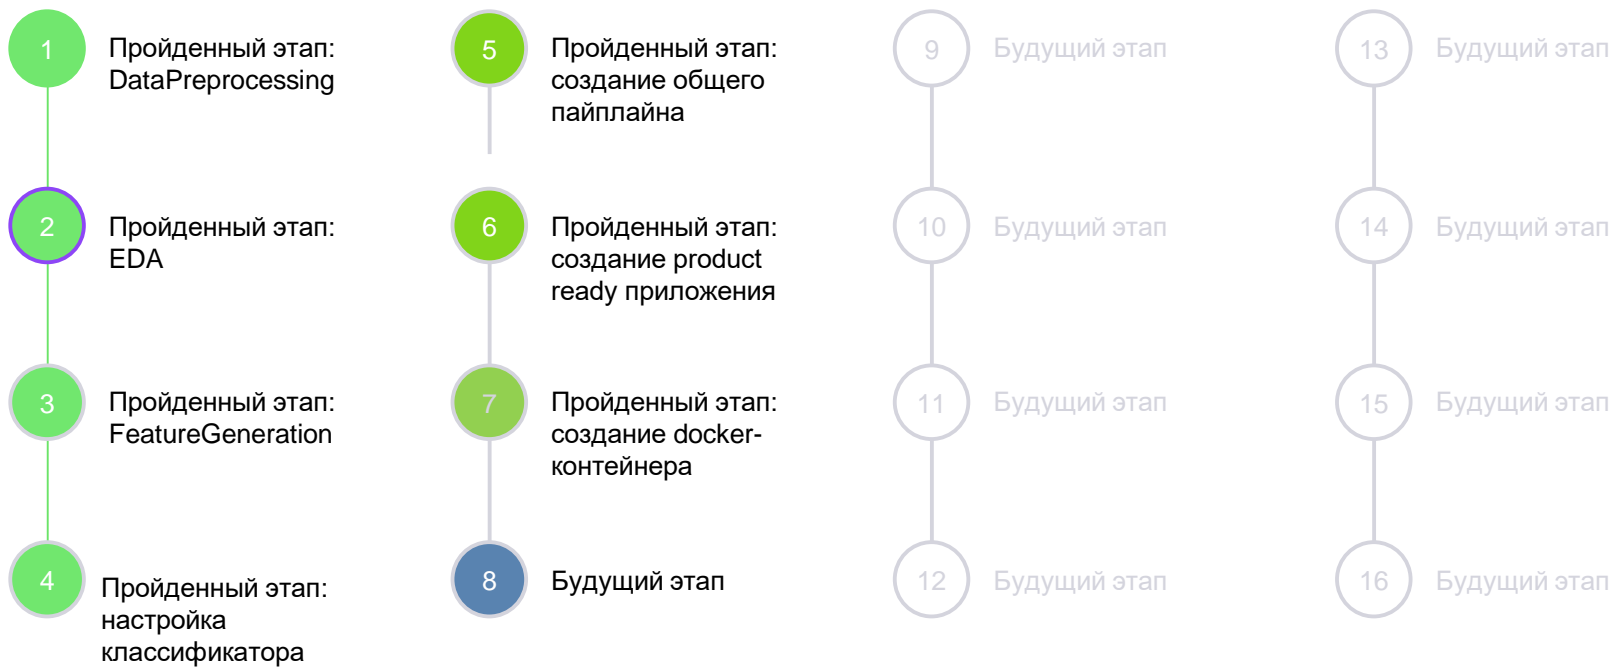 1
Пройденный этап:
DataPreprocessing
2
Пройденный этап:
EDA
3
Пройденный этап:
FeatureGeneration
4
Пройденный этап:
настройка
классификатора
5
Пройденный этап:
создание общего
пайплайна
6
Пройденный этап:
создание product
ready приложения
7
Пройденный этап:
создание docker-
контейнера
8
Будущий этап
9
Будущий этап
10
Будущий этап
11
Будущий этап
12
Будущий этап
13
Будущий этап
14
Будущий этап
15
Будущий этап
16
Будущий этап